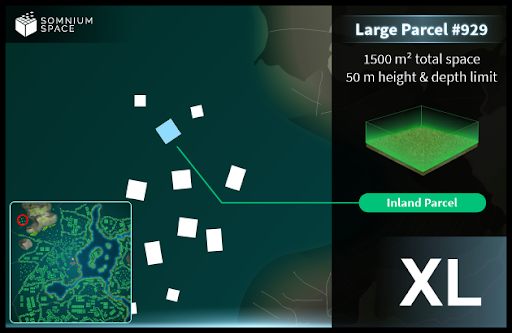 SOMNIUM
SPACE
Large Parcel #929
1500 m² total space
50 m height & depth limit
Inland Parcel
XL